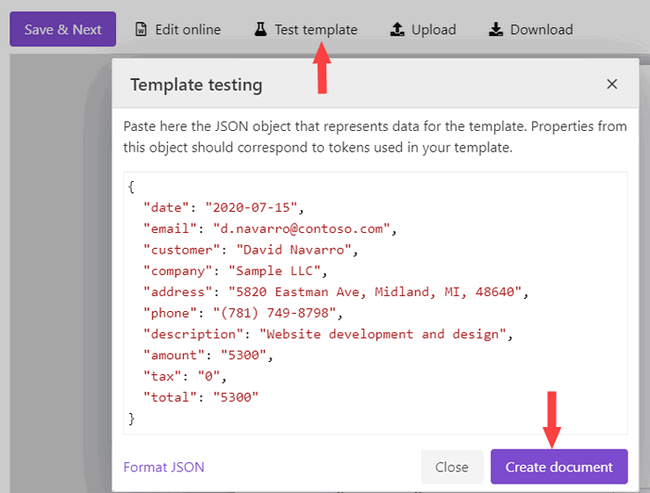 Save & Next Edit online Test template Upload Download
Template testing
Paste here the JSON object that represents data for the template. Properties from
this object should correspond to tokens used in your template.
{
"date": "2020-07-15",
"email": "d.navarro@contoso.com",
"customer": "David Navarro",
"company": "Sample LLC",
"address": "5820 Eastman Ave, Midland, MI, 48640",
"phone": "(781) 749-8798",
"description": "Website development and design",
"amount": "5300",
"tax": "0",
"total": "5300"
}
Format JSON Close Create document